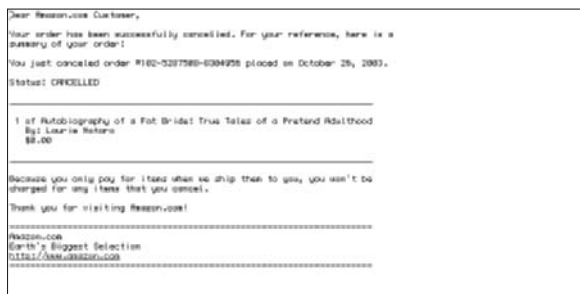 Dear Amazon.com Customer,
Your order has been successfully cancelled. For your reference, here is a
summary of your order:
You just canceled order #102-5287500-8304956 placed on October 26, 2003.
Status: CANCELLED
1 of Autobiography of a Fat Bride: True Tales of a Pretend Adulthood
By: Laurie Notaro
$0.00
Because you only pay for items when we ship them to you, you won't be
charged for any items that you cancel.
Thank you for visiting Amazon.com!
Amazon.com
Earth's Biggest Selection
http://www.amazon.com